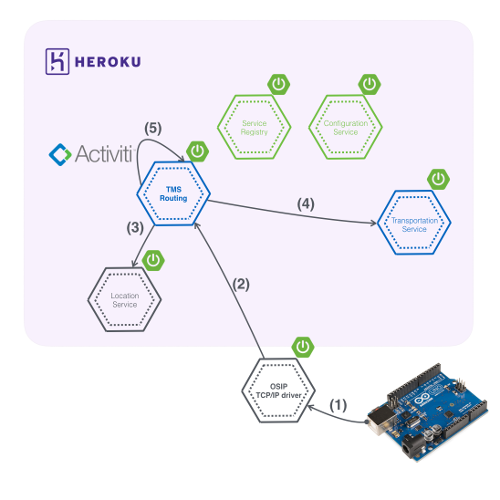 HEROKU
Service
Registry
Configuration
Service
(5)
Activiti
TMS
Routing
(4)
Transportation
Service
(3)
(2)
Location
Service
OSIP
TCP/IP driver
(1)
UNO